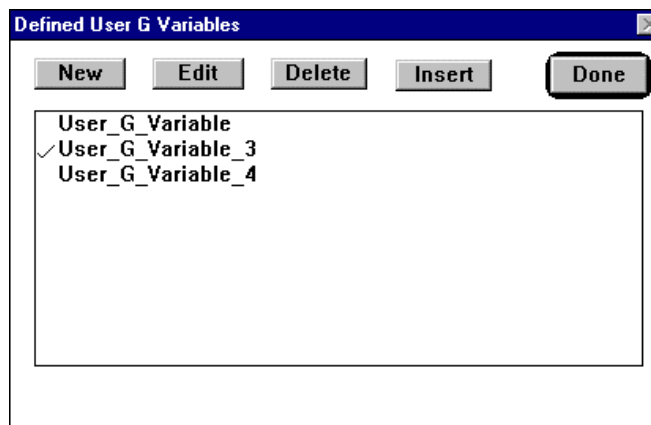 Defined User G Variables
New Edit Delete Insert Done
User_G_Variable
User_G_Variable_3
User_G_Variable_4